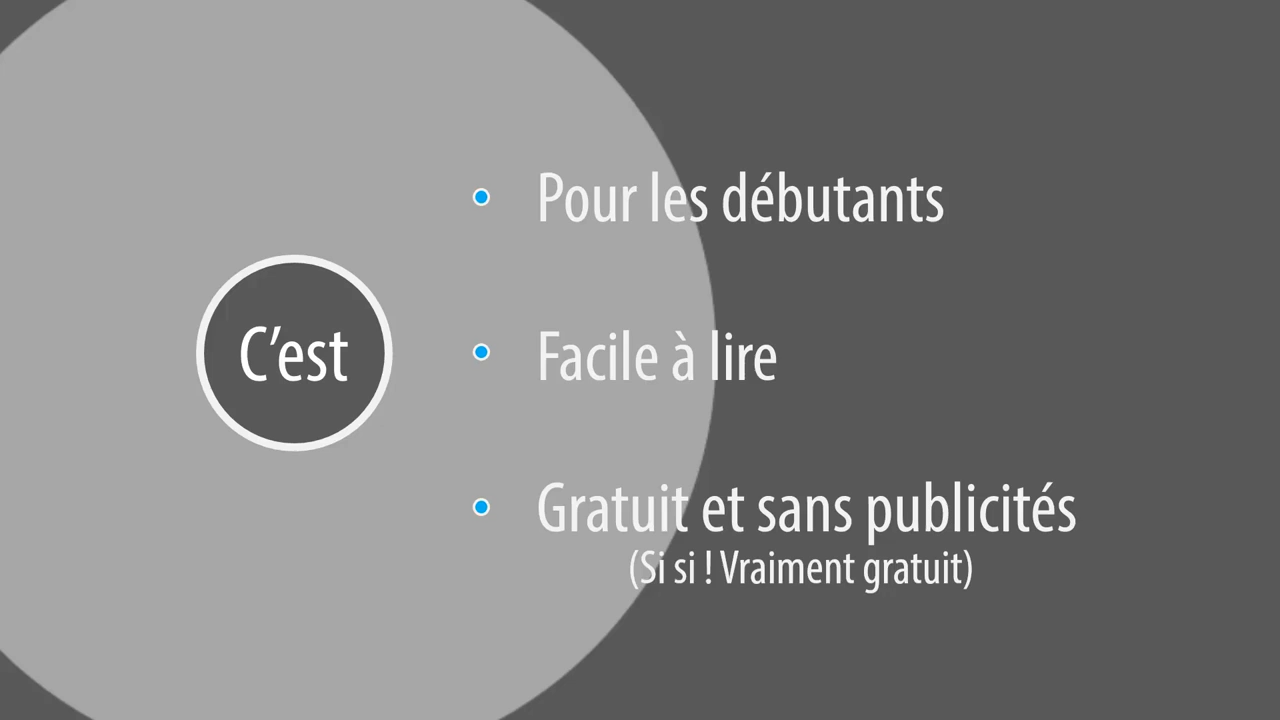 C’est
Pour les débutants
Facile à lire
Gratuit et sans publicités
(Si si ! Vraiment gratuit)